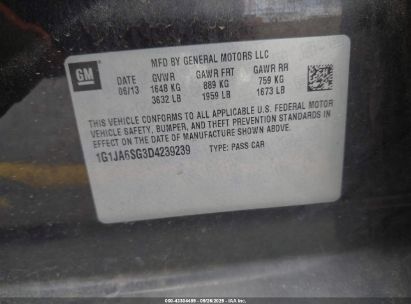 MFD BY GENERAL MOTORS LLC
GM
DATE GVWR GAWR FRT GAWR RR
06/13 1648 KG 889 KG 759 KG
3632 LB 1959 LB 1673 LB
THIS VEHICLE CONFORMS TO ALL APPLICABLE U.S. FEDERAL MOTOR
VEHICLE SAFETY, BUMPER, AND THEFT PREVENTION STANDARDS IN
EFFECT ON THE DATE OF MANUFACTURE SHOWN ABOVE.
1G1JA6SG3D4239239 TYPE: PASS CAR